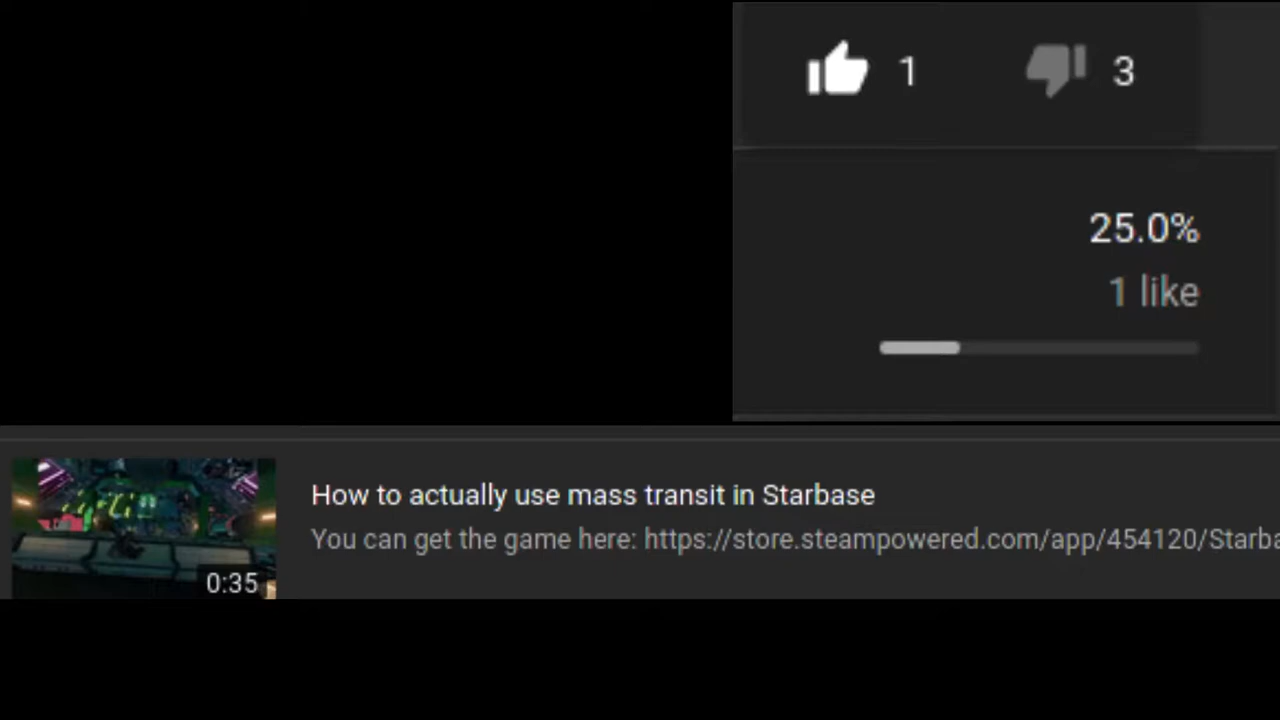 1 3
25.0%
1 like
How to actually use mass transit in Starbase
You can get the game here: https://store.steampowered.com/app/454120/Starba
0:35